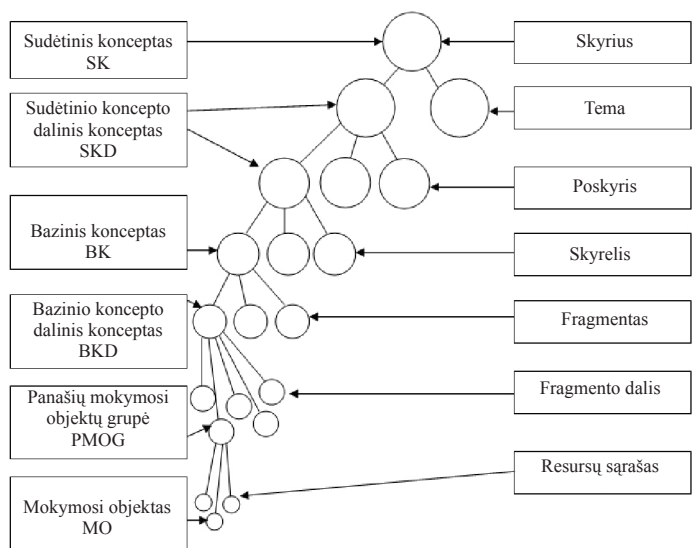 Sudėtinis konceptas
SK
Sudėtinio koncepto
dalinis konceptas
SKD
Bazinis konceptas
BK
Bazinio koncepto
dalinis konceptas
BKD
Panašių mokymosi
objektų grupė
PMOG
Mokymosi objektas
MO
Skyrius
Tema
Poskyris
Skyrelis
Fragmentas
Fragmento dalis
Resursų sąrašas